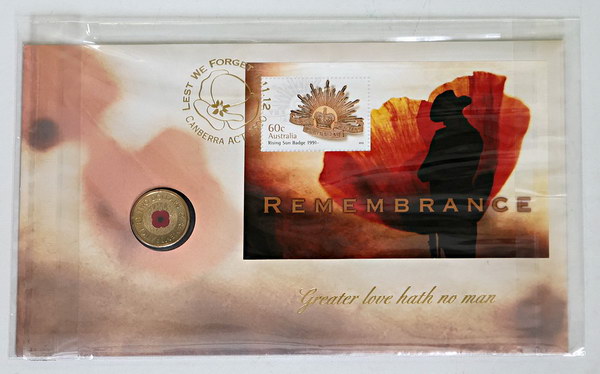 LEST WE FORGET
11.12.
CANBERRA ACT
60c
Australia
Rising Sun Badge 1991-
REMEMBRANCE
Greater love hath no man